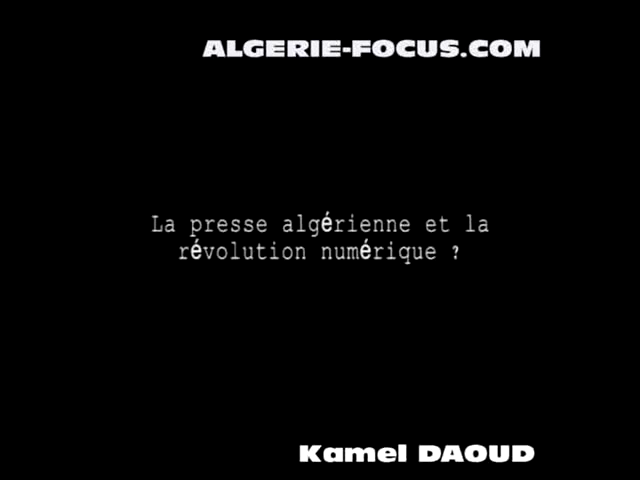 ALGERIE-FOCUS.COM
La presse algérienne et la
révolution numérique ?
Kamel DAOUD